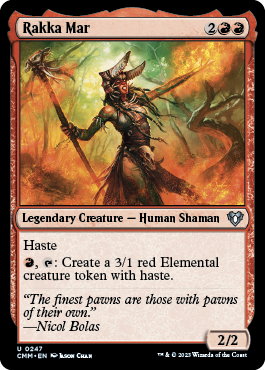 Rakka Mar 2
Legendary Creature — Human Shaman
Haste
, : Create a 3/1 red Elemental
creature token with haste.
“The finest pawns are those with pawns
of their own.”
—Nicol Bolas
2/2
U 0247
CMM • EN Jason Chan
™ & © 2023 Wizards of the Coast